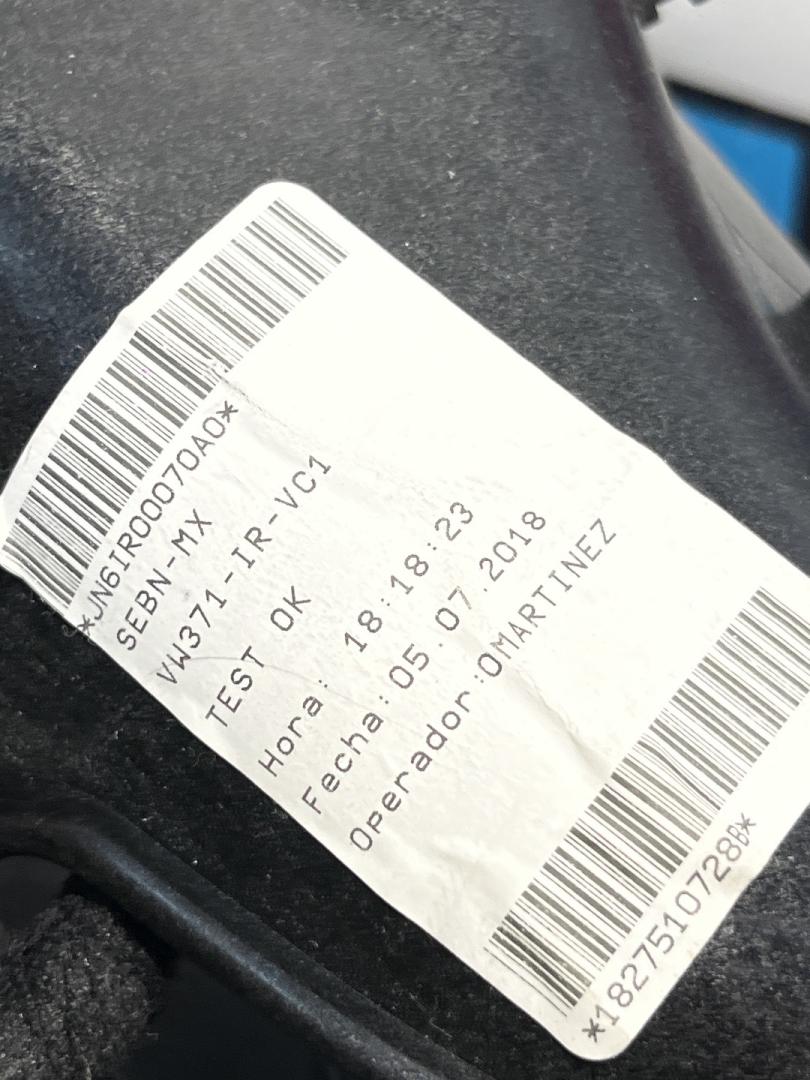 *JN6IR00070A0*
SEBN-MX
VW371-IR-VC1
TEST OK
Hora: 18:18:23
Fecha:05.07.2018
Operador:OMARTINEZ
*1827510728B*